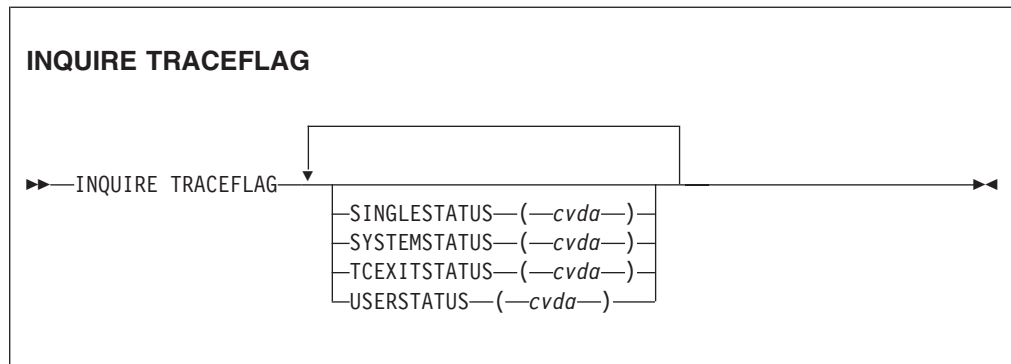 INQUIRE TRACEFLAG
INQUIRE TRACEFLAG
SINGLESTATUS ( cvda )
SYSTEMSTATUS ( cvda )
TCEXITSTATUS ( cvda )
USERSTATUS ( cvda )